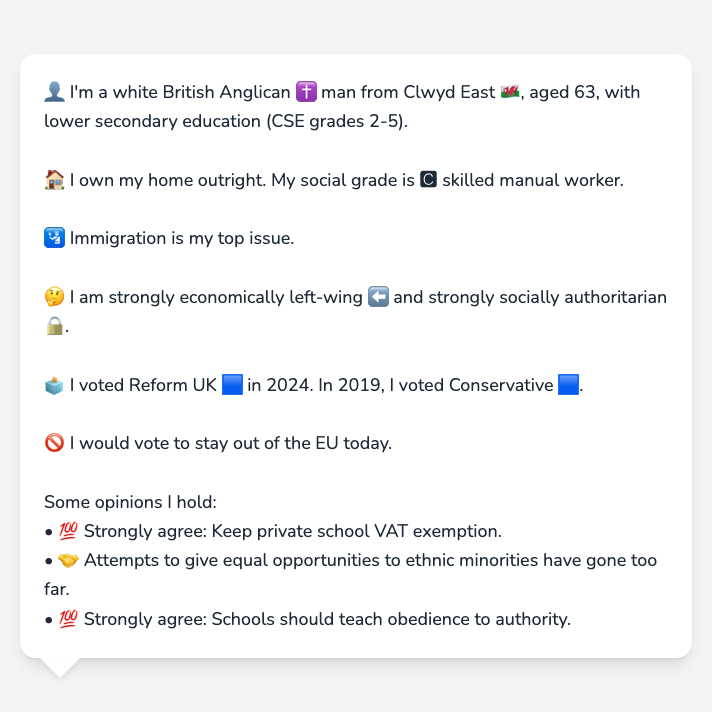 👤 I'm a white British Anglican ✝️ man from Clwyd East 🏴󠁧󠁢󠁷󠁬󠁳󠁿, aged 63, with
lower secondary education (CSE grades 2-5).
🏠 I own my home outright. My social grade is 🅲 skilled manual worker.
🛂 Immigration is my top issue.
🤔 I am strongly economically left-wing ⬅️ and strongly socially authoritarian
🔒.
🗳️ I voted Reform UK 🟦 in 2024. In 2019, I voted Conservative 🟦.
🚫 I would vote to stay out of the EU today.
Some opinions I hold:
• 💯 Strongly agree: Keep private school VAT exemption.
• 🤝 Attempts to give equal opportunities to ethnic minorities have gone too
far.
• 💯 Strongly agree: Schools should teach obedience to authority.